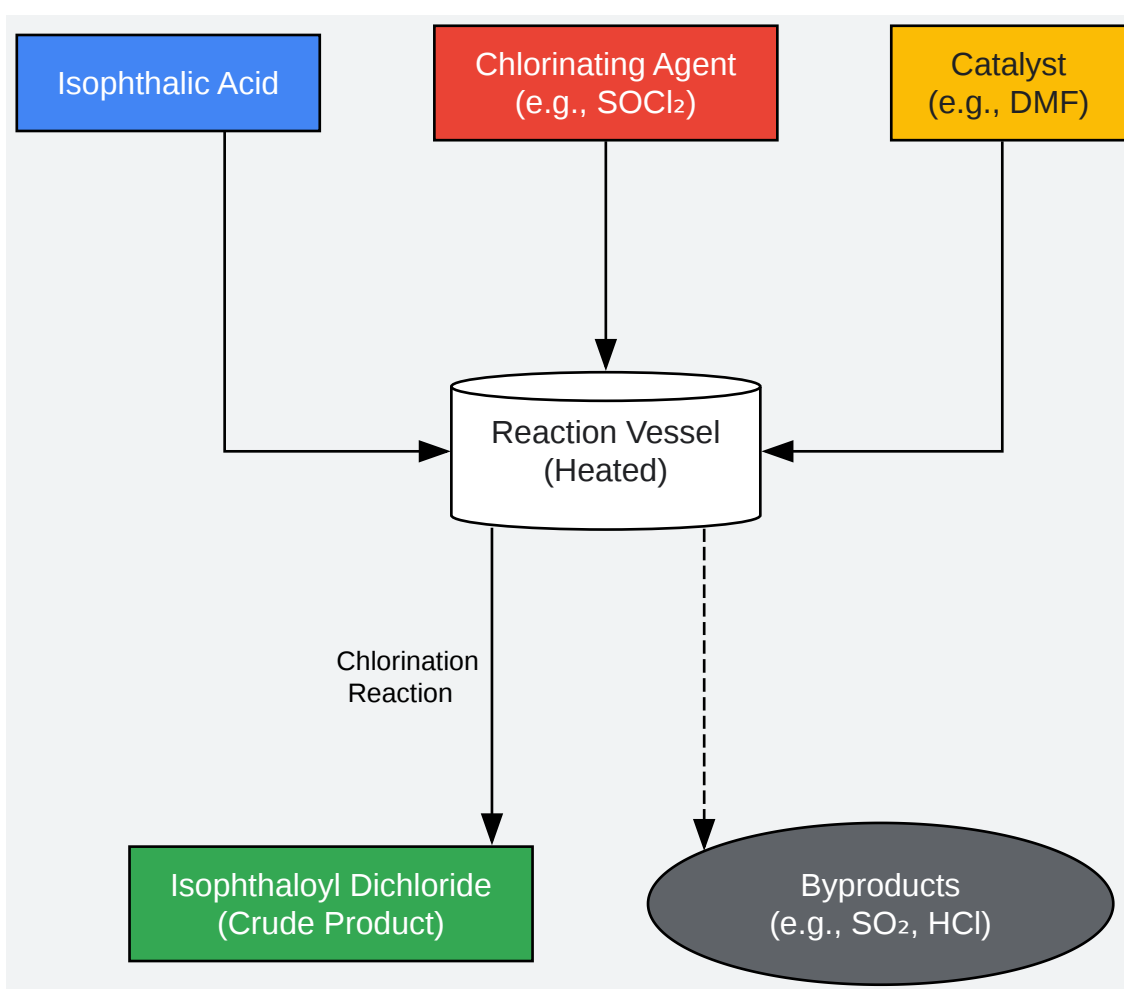 Isophthalic Acid
Chlorinating Agent
(e.g., SOCl₂)
Catalyst
(e.g., DMF)
Reaction Vessel
(Heated)
Chlorination
Reaction
Isophthaloyl Dichloride
(Crude Product)
Byproducts
(e.g., SO₂, HCl)